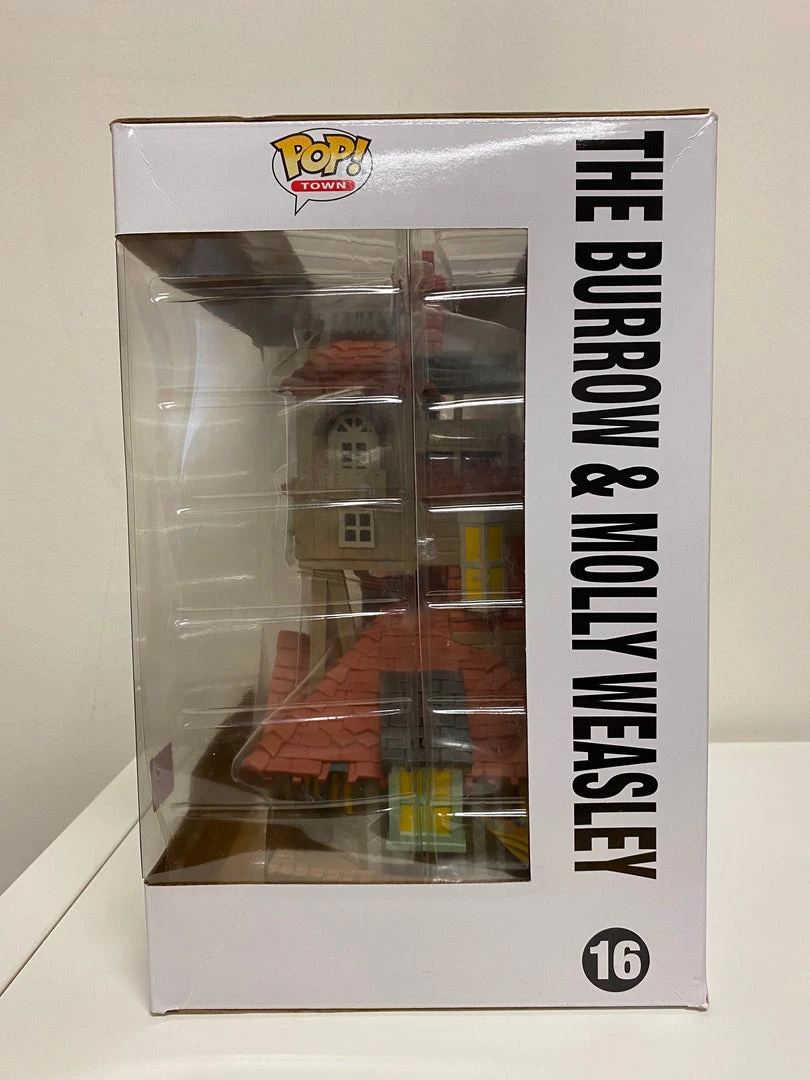 POP!
TOWN
THE BURROW & MOLLY WEASLEY
16